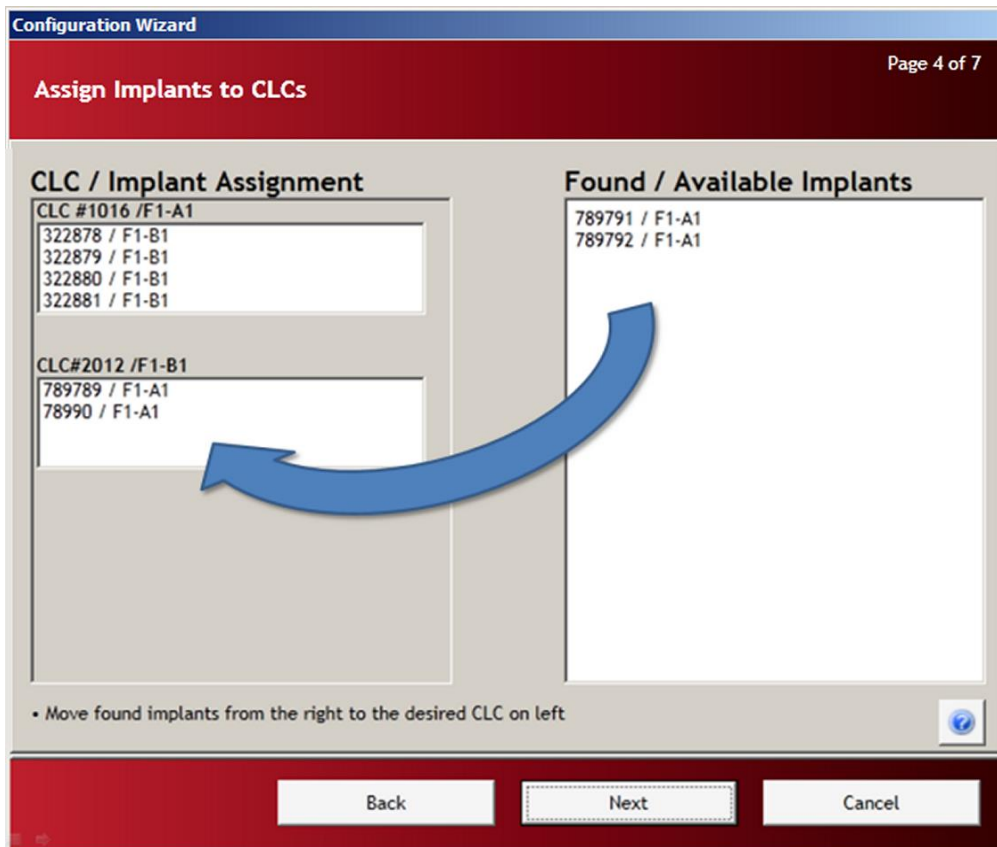 Configuration Wizard
Page 4 of 7
Assign Implants to CLCs
CLC / Implant Assignment
CLC #1016 /F1-A1
322878 / F1-B1
322879 / F1-B1
322880 / F1-B1
322881 / F1-B1
CLC#2012 /F1-B1
789789 / F1-A1
78990 / F1-A1
Found / Available Implants
789791 / F1-A1
789792 / F1-A1
• Move found implants from the right to the desired CLC on left
Back
Next
Cancel